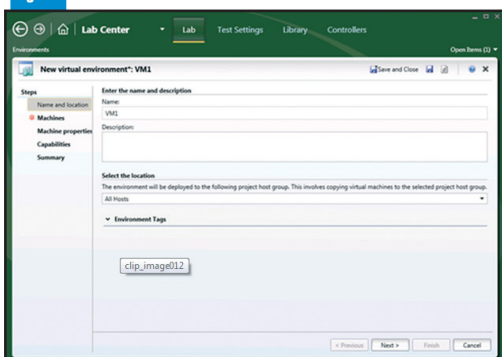 Lab Center
Lab
Test Settings
Library
Controllers
Environments
Open Items (1)
New virtual environment*: VM1
Save and Close
Steps
Name and location
Machines
Machine properties
Capabilities
Summary
Enter the name and description
Name:
VM1
Description:
Select the location
The environment will be deployed to the following project host group. This involves copying virtual machines to the selected project host group.
All Hosts
Environment Tags
clip_image012
< Previous
Next >
Finish
Cancel